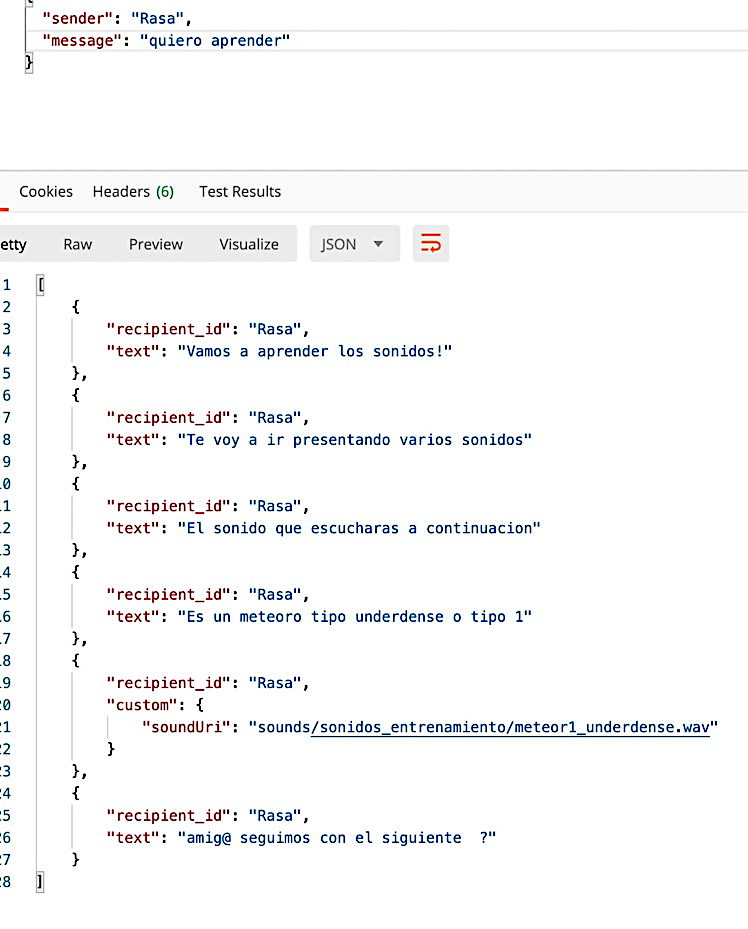 {
"sender": "Rasa",
"message": "quiero aprender"
}
Cookies Headers (6) Test Results
etty Raw Preview Visualize JSON
1 [
2 {
3 "recipient_id": "Rasa",
4 "text": "Vamos a aprender los sonidos!"
5 },
6 {
7 "recipient_id": "Rasa",
8 "text": "Te voy a ir presentando varios sonidos"
9 },
10 {
11 "recipient_id": "Rasa",
12 "text": "El sonido que escucharas a continuacion"
13 },
14 {
15 "recipient_id": "Rasa",
16 "text": "Es un meteoro tipo underdense o tipo 1"
17 },
18 {
19 "recipient_id": "Rasa",
20 "custom": {
21 "soundUri": "sounds/sonidos_entrenamiento/meteor1_underdense.wav"
22 }
23 },
24 {
25 "recipient_id": "Rasa",
26 "text": "amig@ seguimos con el siguiente  ?"
27 }
28 ]